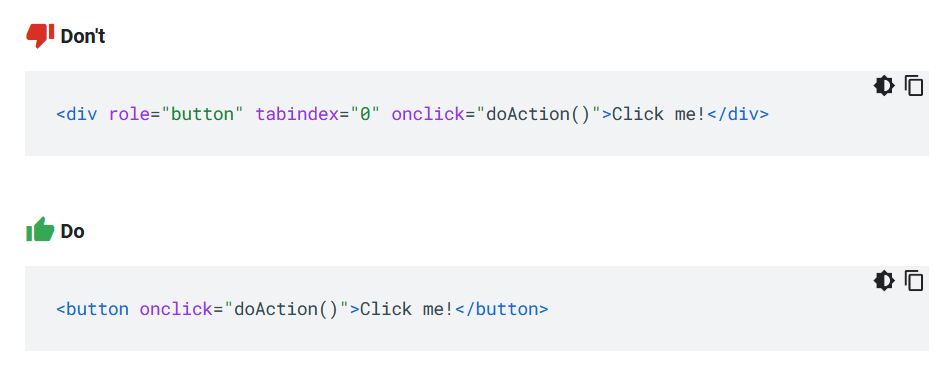 Don't
<div role="button" tabindex="0" onclick="doAction()">Click me!</div>
Do
<button onclick="doAction()">Click me!</button>